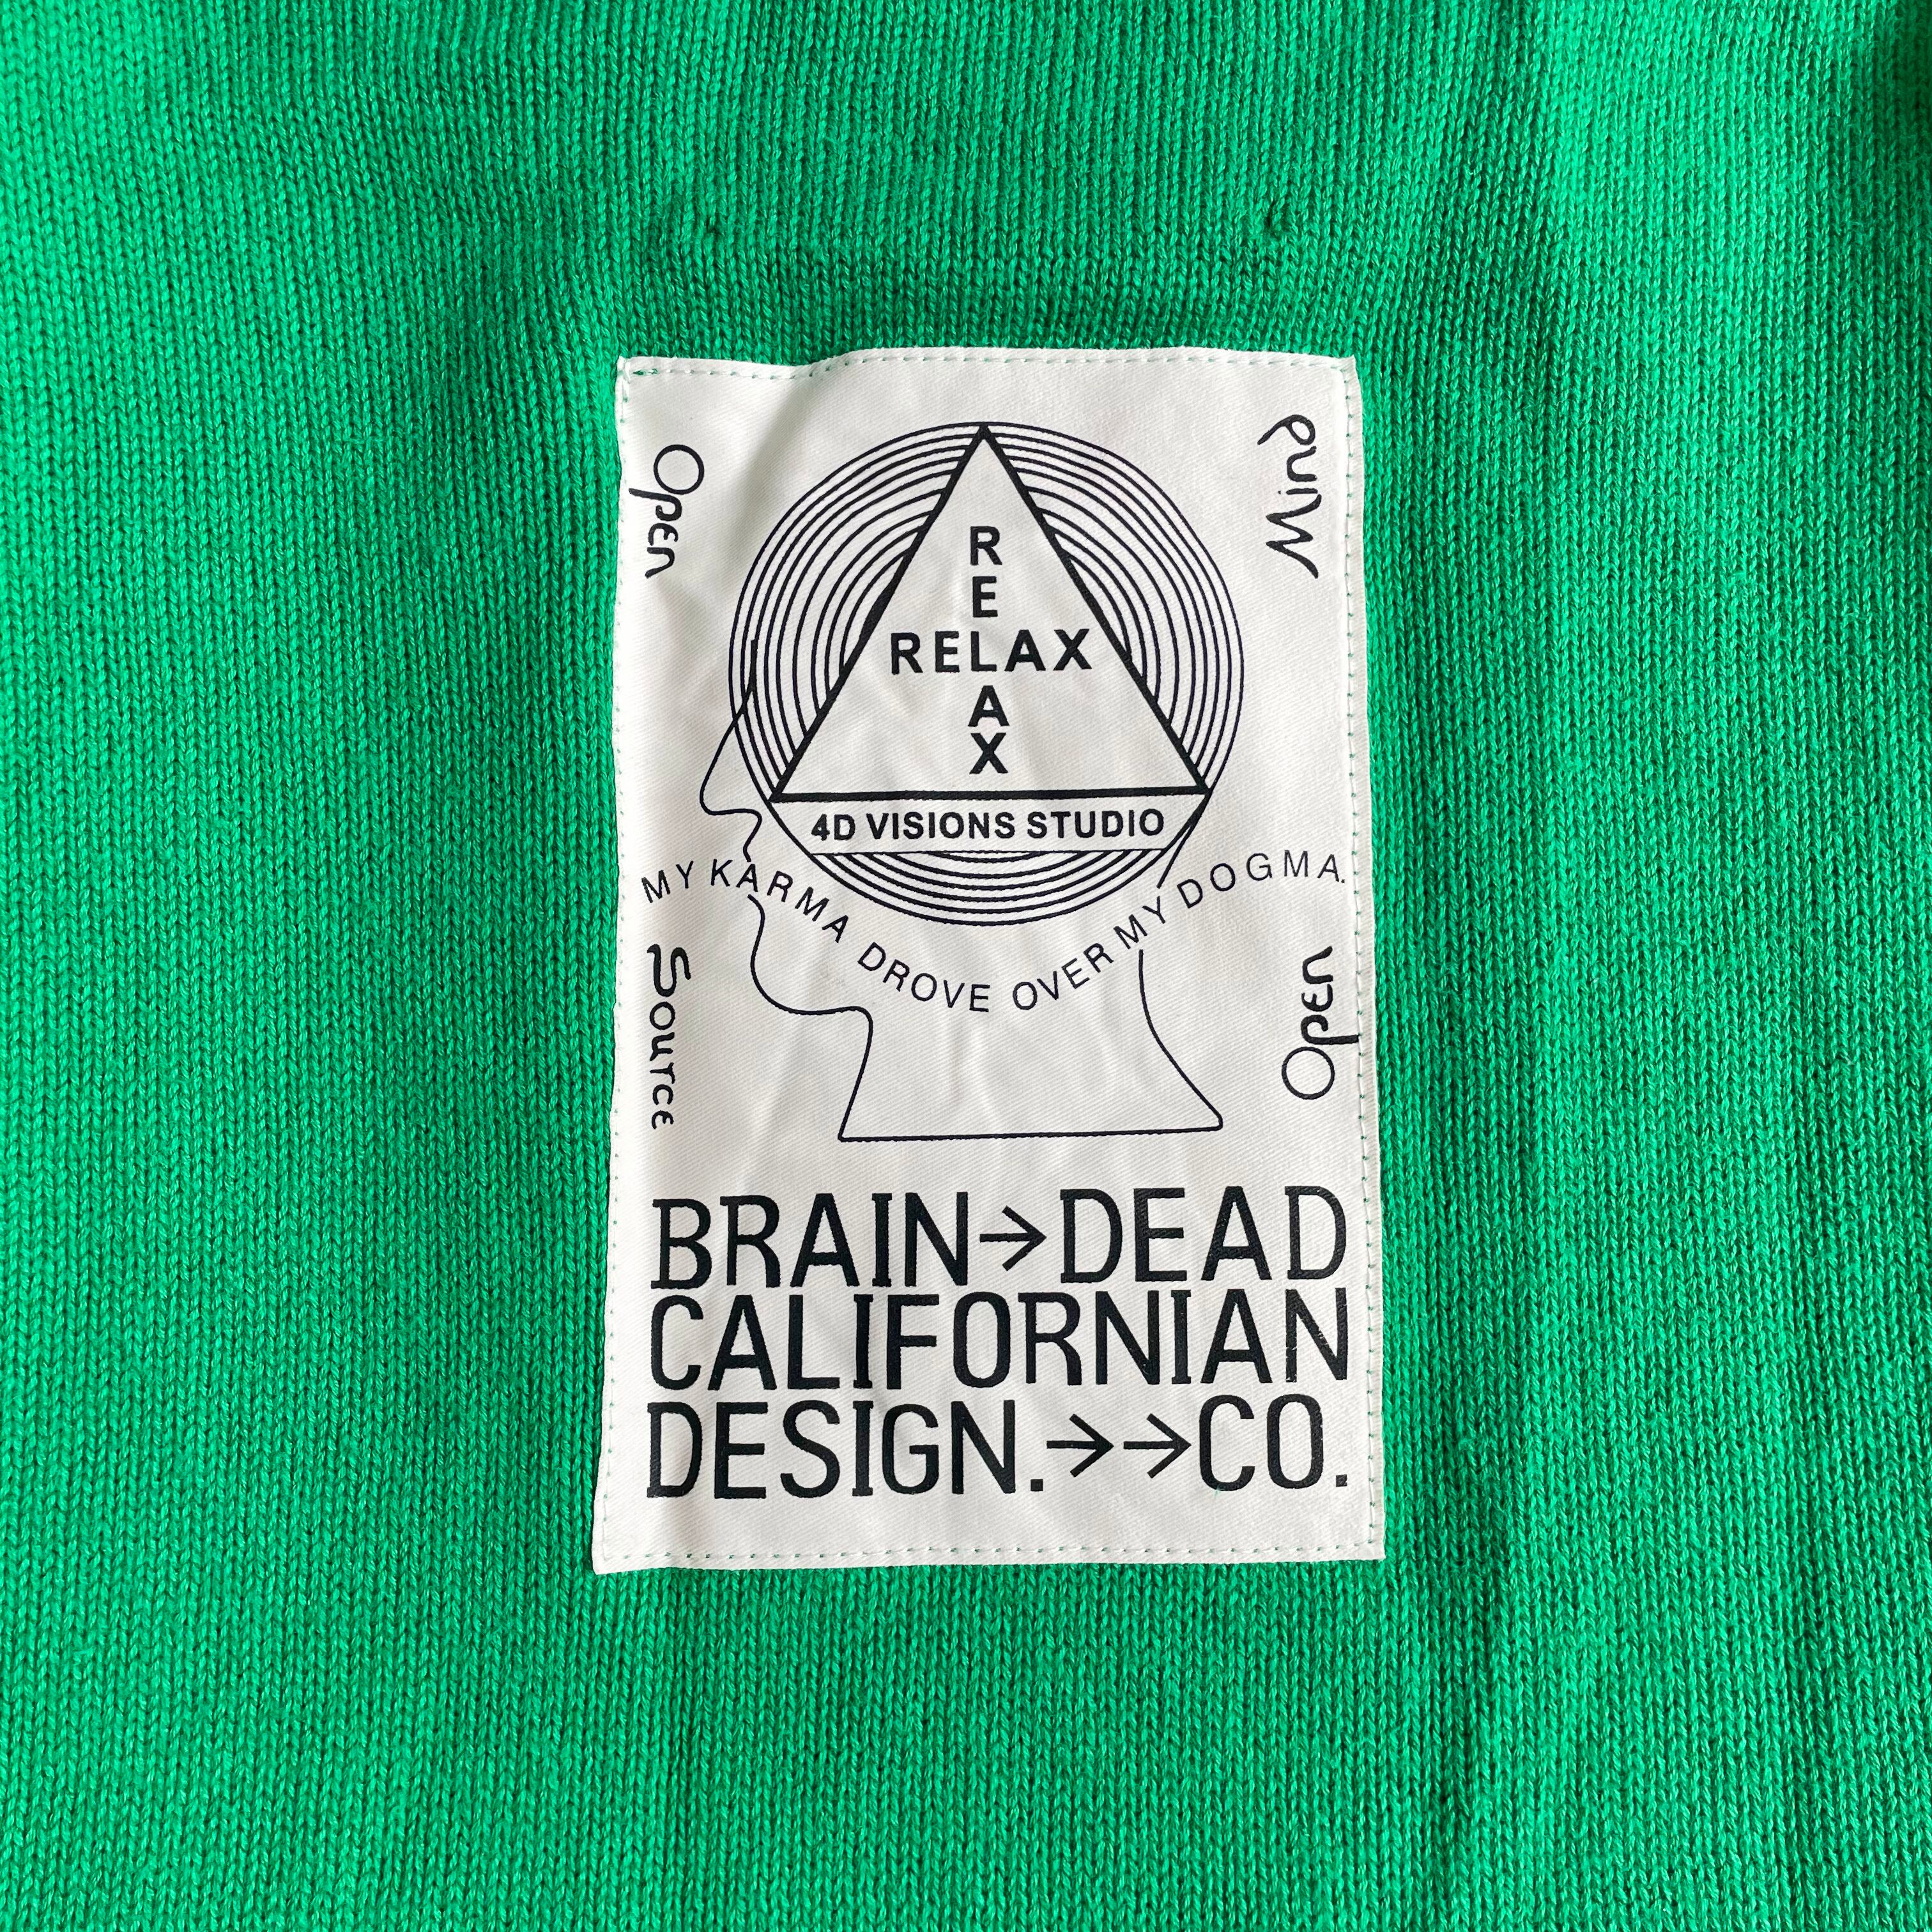 Open
Mind
RELAX
RELAX
4D VISIONS STUDIO
MY KARMA DROVE OVER MY DOGMA.
Source
Open
BRAIN→DEAD
CALIFORNIAN
DESIGN.→→CO.